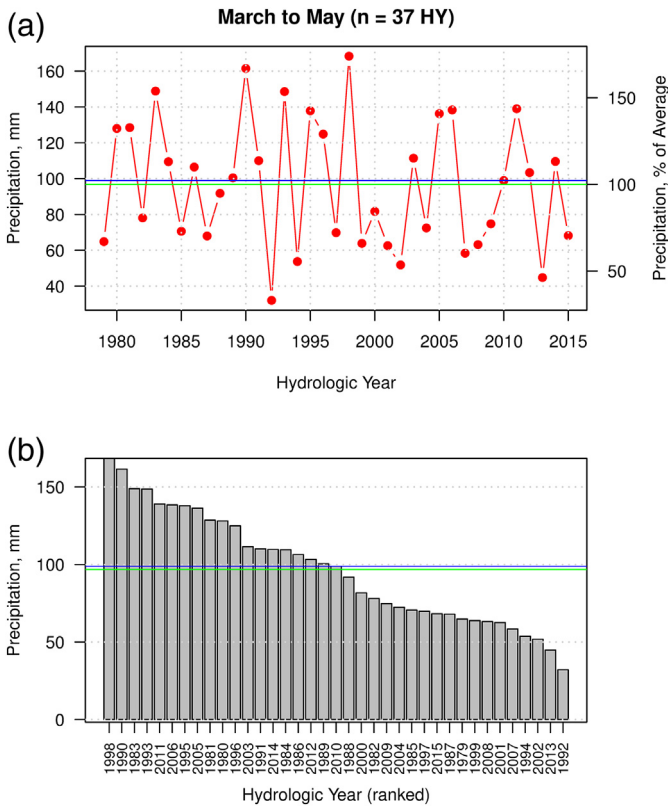 (a)
March to May (n = 37 HY)
160
140
120
100
80
60
40
Precipitation, mm
150
100
50
Precipitation, % of Average
1980 1985 1990 1995 2000 2005 2010 2015
Hydrologic Year
(b)
150
100
50
0
Precipitation, mm
1998 1990 1983 1993 2011 2006 1995 2005 1981 1980 1996 2003 1991 2014 1984 1986 2012 1989 2010 1988 2000 1982 2009 2004 1985 1997 2015 1987 1979 1999 2008 2001 2007 1994 2002 2013 1992
Hydrologic Year (ranked)